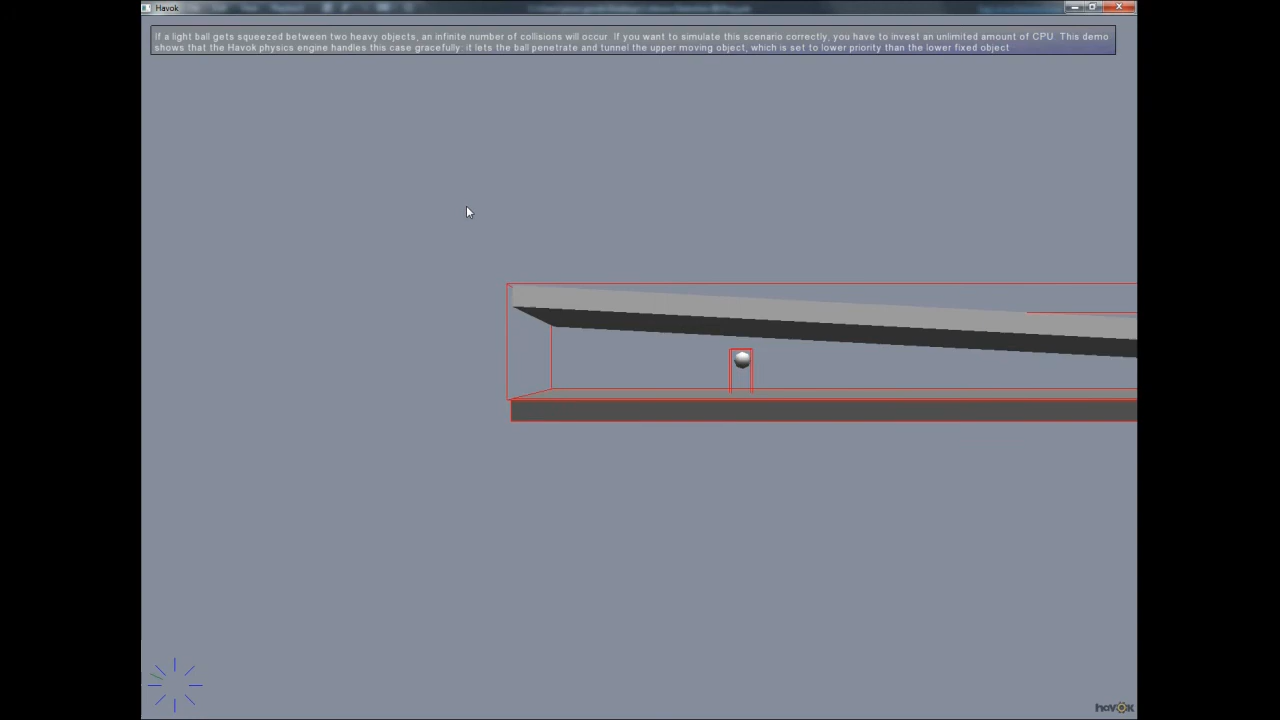 Havok
If a light ball gets squeezed between two heavy objects, an infinite number of collisions will occur. If you want to simulate this scenario correctly, you have to invest an unlimited amount of CPU. This demo
shows that the Havok physics engine handles this case gracefully: it lets the ball penetrate and tunnel the upper moving object, which is set to lower priority than the lower fixed object
havok